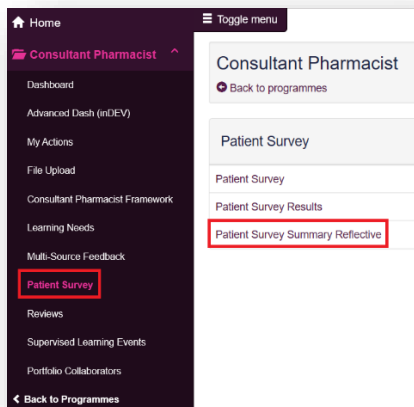 Home
Consultant Pharmacist
Dashboard
Advanced Dash (inDEV)
My Actions
File Upload
Consultant Pharmacist Framework
Learning Needs
Multi-Source Feedback
Patient Survey
Reviews
Supervised Learning Events
Portfolio Collaborators
Back to Programmes
Toggle menu
Consultant Pharmacist
Back to programmes
Patient Survey
Patient Survey
Patient Survey Results
Patient Survey Summary Reflective